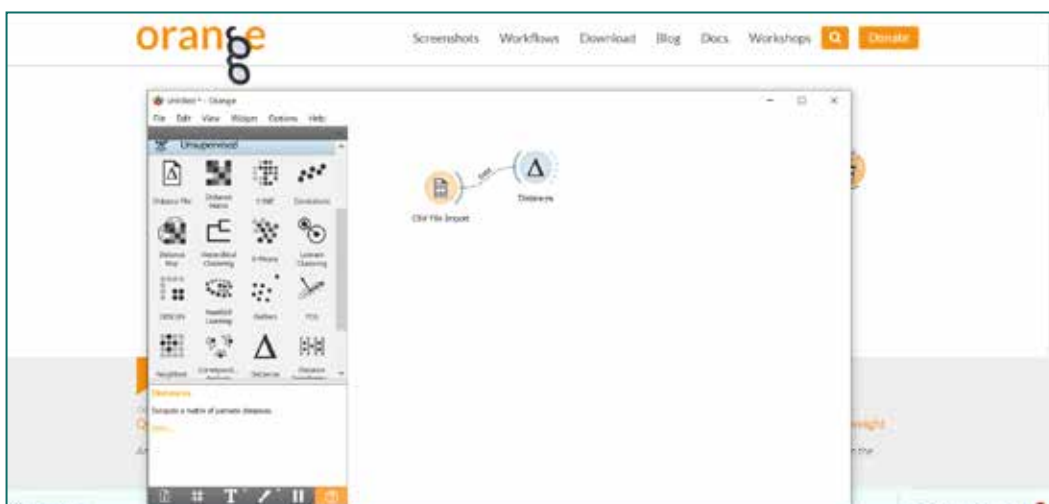 orange
Screenshots Workflows Download Blog Docs Workshops Donate
Untitled * - Orange
File Edit View Widget Options Help
Unsupervised
Distance File Distance Matrix t-SNE
Distance Map Hierarchical Clustering k-Means Louvain Clustering
DBSCAN Manifold Learning Outliers PCA
Neighbors Distances
CSV File Import
Data
Distances
Distances
Compute a matrix of pairwise distances.
T